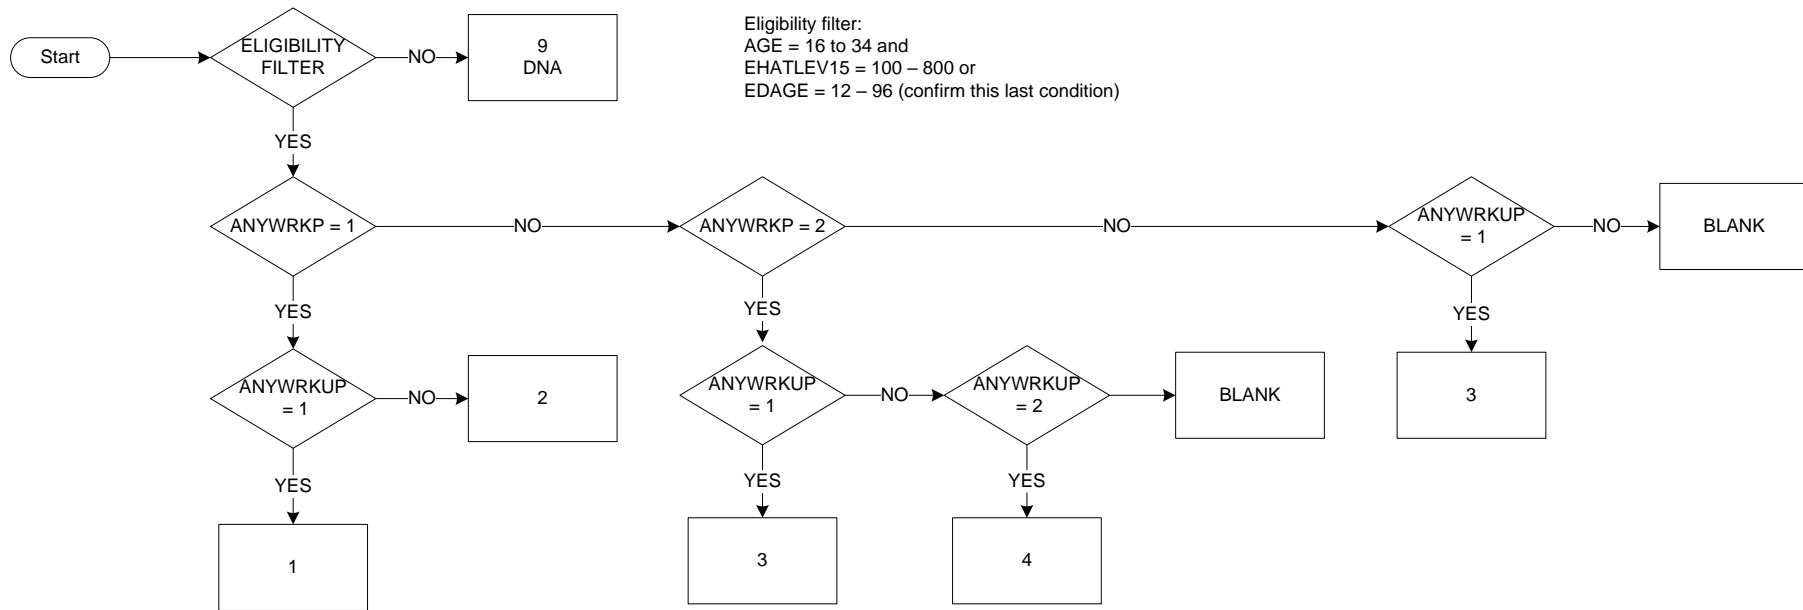 Start
ELIGIBILITY
FILTER
NO
9
DNA
Eligibility filter:
AGE = 16 to 34 and
EHATLEV15 = 100 – 800 or
EDAGE = 12 – 96 (confirm this last condition)
YES
ANYWRKP = 1
NO
ANYWRKP = 2
NO
ANYWRKUP
= 1
NO
BLANK
YES
YES
YES
ANYWRKUP
= 1
NO
2
ANYWRKUP
= 1
NO
ANYWRKUP
= 2
BLANK
3
YES
YES
YES
1
3
4